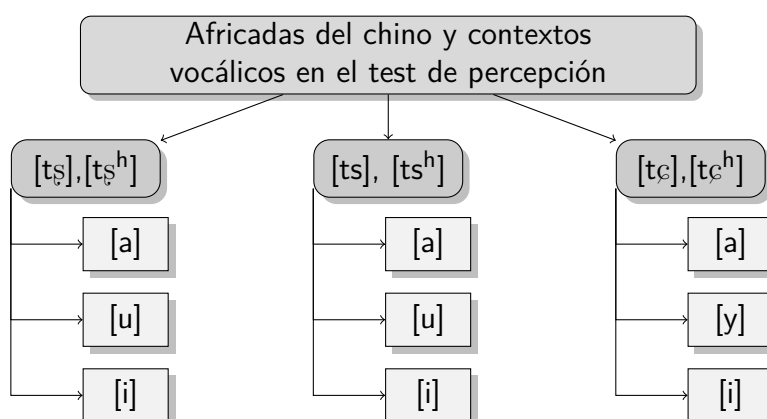 Africadas del chino y contextos
vocálicos en el test de percepción
[tʂ],[tʂʰ] [ts], [tsʰ] [tɕ],[tɕʰ]
[a] [a] [a]
[u] [u] [y]
[i] [i] [i]